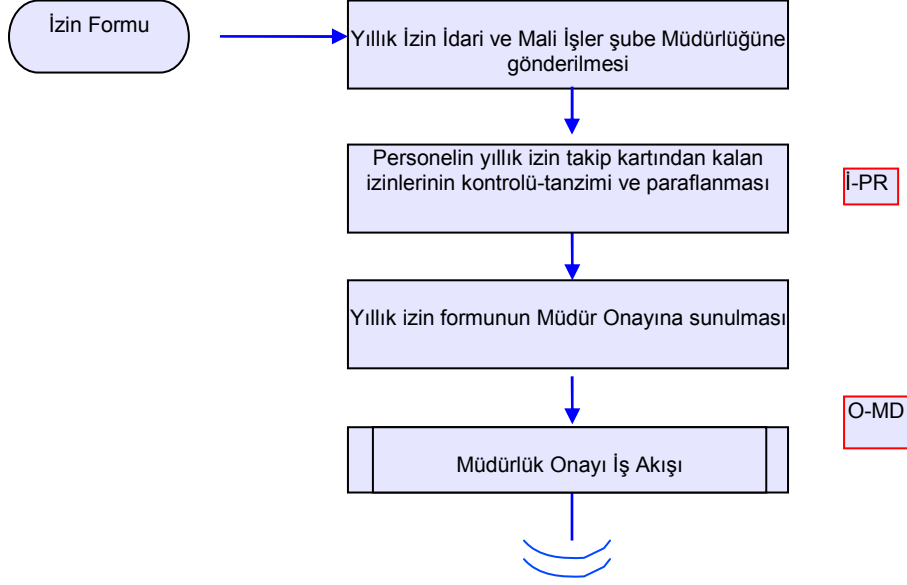 İzin Formu
Yıllık İzin İdari ve Mali İşler şube Müdürlüğüne
gönderilmesi
Personelin yıllık izin takip kartından kalan
izinlerinin kontrolü-tanzimi ve paraflanması
İ-PR
Yıllık izin formunun Müdür Onayına sunulması
O-MD
Müdürlük Onayı İş Akışı